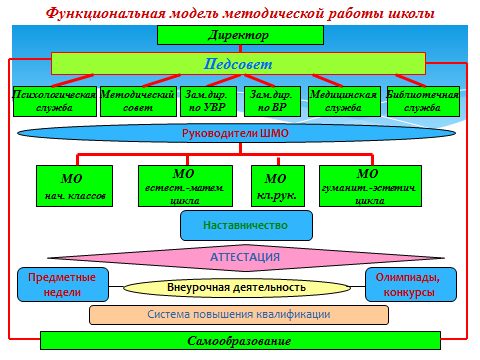 Функциональная модель методической работы школы
Директор
Педсовет
Психологическая
служба
Методический
совет
Зам.дир.
по УВР
Зам.дир.
по ВР
Медицинская
служба
Библиотечная
служба
Руководители ШМО
МО
нач. классов
МО
естест.-матем.
цикла
МО
кл.рук.
МО
гуманит-эстетич.
цикла
Наставничество
АТТЕСТАЦИЯ
Предметные
недели
Внеурочная деятельность
Олимпиады,
конкурсы
Система повышения квалификации
Самообразование